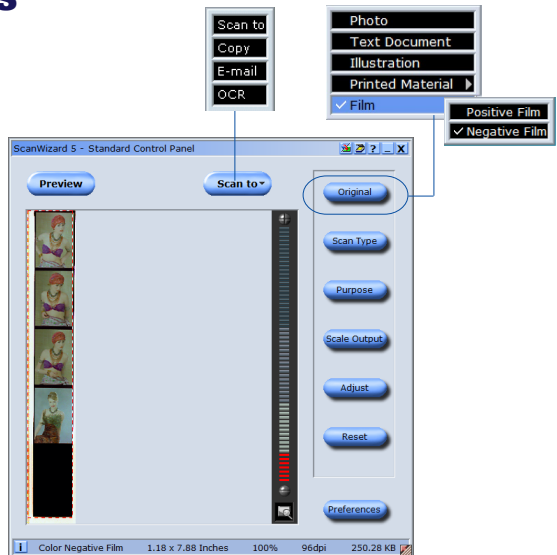 s
Scan to
Copy
E-mail
OCR
Photo
Text Document
Illustration
Printed Material
✓ Film
Positive Film
✓ Negative Film
ScanWizard 5 - Standard Control Panel
? _ X
Preview
Scan to
Original
Scan Type
Purpose
Scale Output
Adjust
Reset
Preferences
i Color Negative Film 1.18 x 7.88 Inches 100% 96dpi 250.28 KB